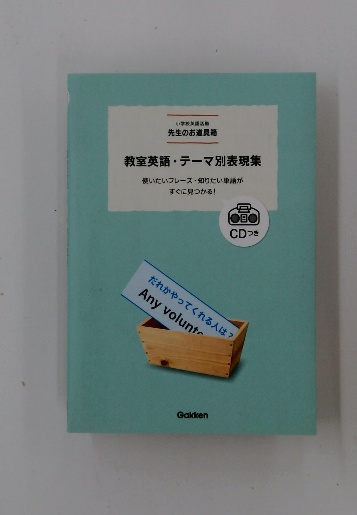 小学校英語活動
先生のお道具箱
教室英語・テーマ別表現集
使いたいフレーズ・知りたい単語が
すぐに見つかる!
CDつき
だれかやってくれる人は?
Any volunte
Gakken